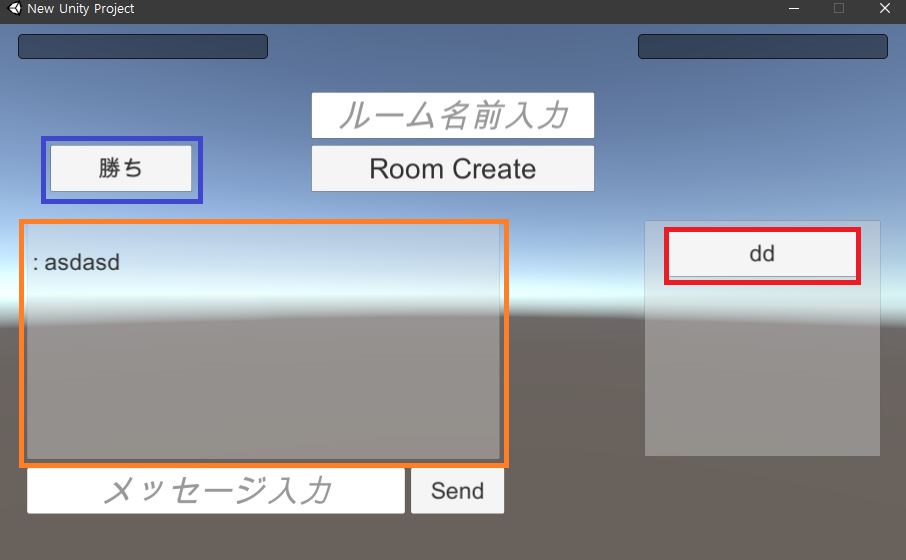 New Unity Project
ルーム名前入力
勝ち
Room Create
: asdasd
dd
メッセージ入力
Send